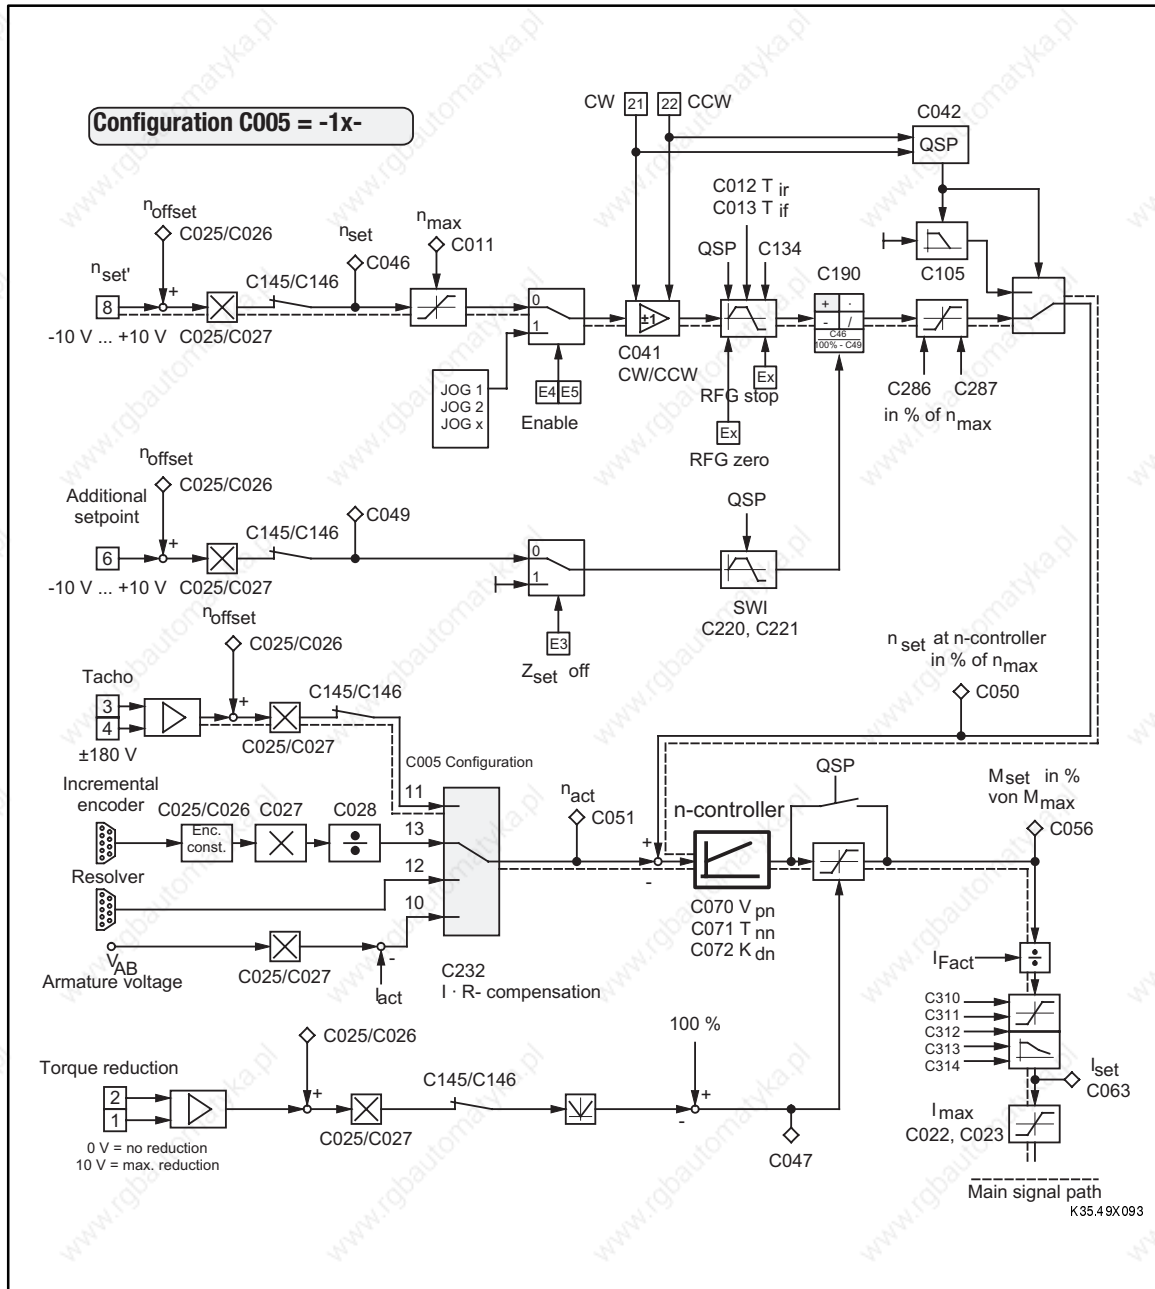 Configuration C005 = -1x-
CW 21 22 CCW
C042
QSP
C012 T ir
C013 T if
QSP
C134
C190
+ ·
- /
C46
100% - C49
C105
n offset
C025/C026
n set'
8
+
-10 V ... +10 V
C025/C027
C145/C146
n set
C046
n max
C011
0
1
JOG 1
JOG 2
JOG x
E4 E5
Enable
±1
C041
CW/CCW
RFG stop
Ex
Ex
RFG zero
C286
C287
in % of n max
n offset
C025/C026
Additional
setpoint
6
+
-10 V ... +10 V
C025/C027
C145/C146
C049
0
1
E3
Z set off
QSP
SWI
C220, C221
n offset
C025/C026
Tacho
3
4
±180 V
+
C025/C027
C145/C146
n set at n-controller
in % of n max
C050
C005 Configuration
11
13
12
10
Incremental
encoder
C025/C026
Enc.
const.
C027
C028
Resolver
V AB
Armature voltage
C025/C027
-
I act
C232
I · R- compensation
n act
C051
+
-
n-controller
C070 V pn
C071 T nn
C072 K dn
QSP
M set in %
von M max
C056
I Fact
C310
C311
C312
C313
C314
I set
C063
I max
C022, C023
Torque reduction
2
1
0 V = no reduction
10 V = max. reduction
C025/C026
+
C025/C027
C145/C146
100 %
+
-
C047
Main signal path
K35.49X093
www.rgbautomatyka.pl